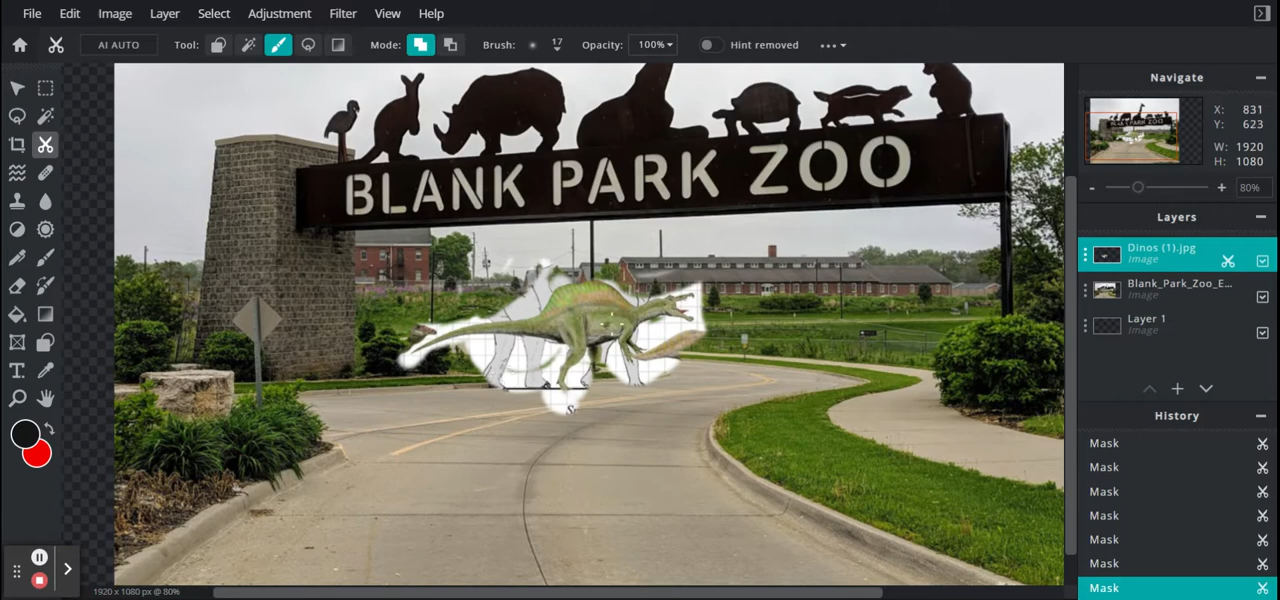 File Edit Image Layer Select Adjustment Filter View Help
AI AUTO Tool: Mode: Brush: 17 Opacity: 100% Hint removed
Navigate
X: 831
Y: 623
W: 1920
H: 1080
80%
Layers
Dinos (1).jpg
Image
Blank_Park_Zoo_E...
Image
Layer 1
Image
History
Mask
Mask
Mask
Mask
Mask
Mask
Mask
BLANK PARK ZOO
1920 x 1080 px @ 80%